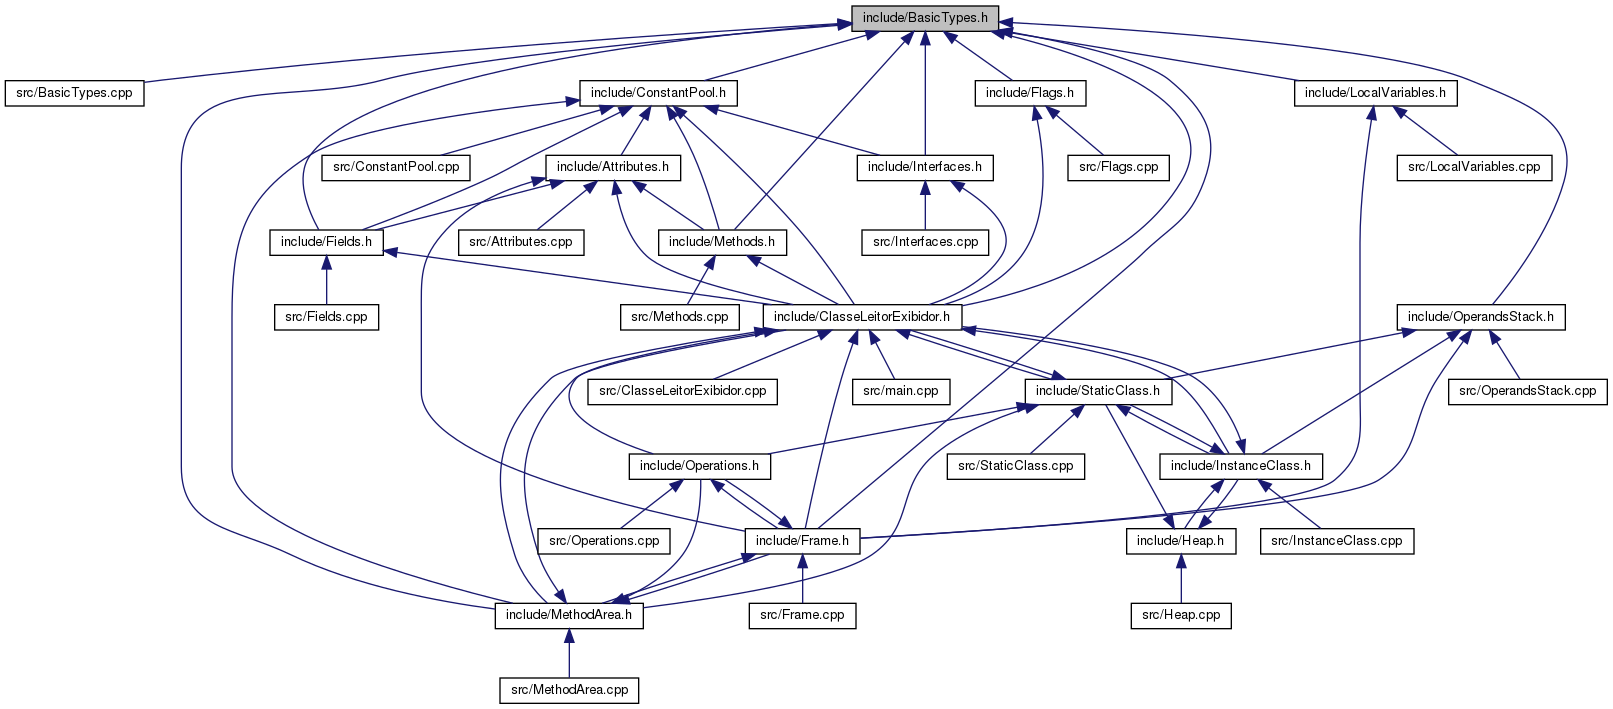 include/BasicTypes.h
src/BasicTypes.cpp
include/ConstantPool.h
include/Flags.h
include/LocalVariables.h
src/ConstantPool.cpp
include/Attributes.h
include/Interfaces.h
src/Flags.cpp
src/LocalVariables.cpp
include/Fields.h
src/Attributes.cpp
include/Methods.h
src/Interfaces.cpp
src/Fields.cpp
src/Methods.cpp
include/ClasseLeitorExibidor.h
include/OperandsStack.h
src/ClasseLeitorExibidor.cpp
src/main.cpp
include/StaticClass.h
src/OperandsStack.cpp
include/Operations.h
src/StaticClass.cpp
include/InstanceClass.h
src/Operations.cpp
include/Frame.h
include/Heap.h
src/InstanceClass.cpp
include/MethodArea.h
src/Frame.cpp
src/Heap.cpp
src/MethodArea.cpp